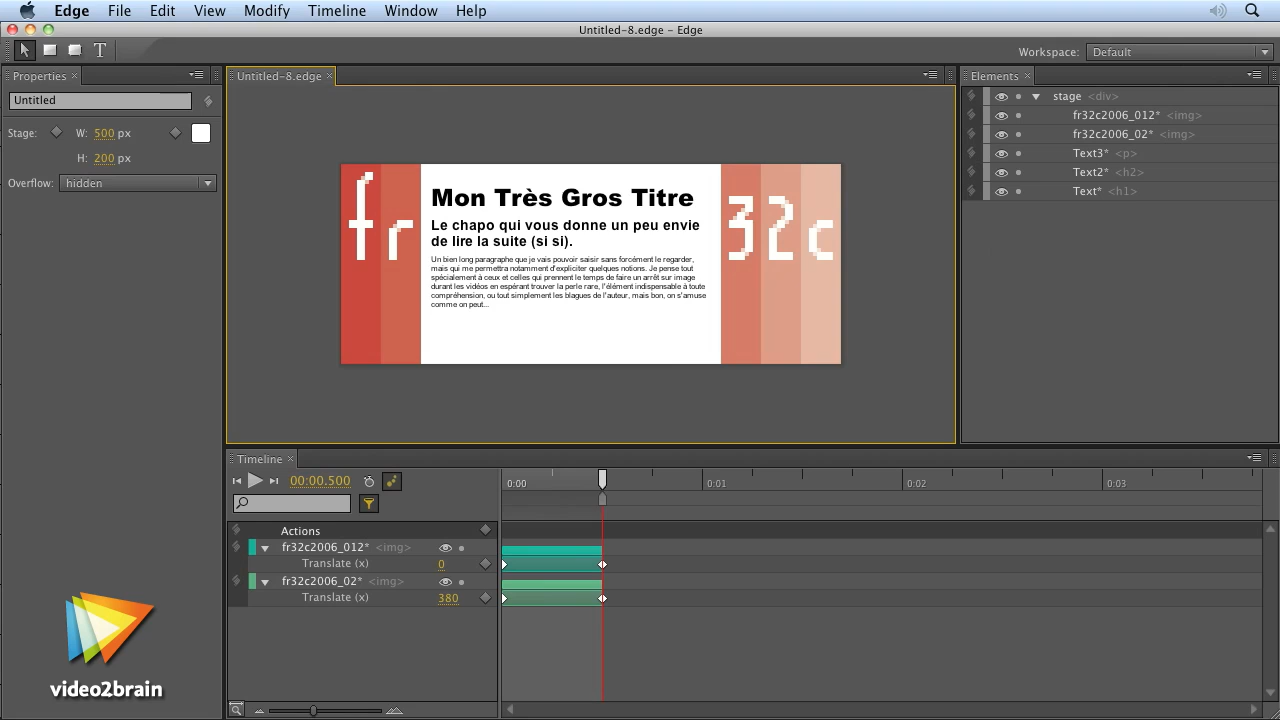 Edge File Edit View Modify Timeline Window Help
Untitled-8.edge – Edge
T
Workspace: Default
Properties ×
Untitled-8.edge ×
Elements ×
Untitled
Stage: W: 500 px
H: 200 px
Overflow: hidden
stage <div>
fr32c2006_012* <img>
fr32c2006_02* <img>
Text3* <p>
Text2* <h2>
Text* <h1>
fr
Mon Très Gros Titre
Le chapo qui vous donne un peu envie
de lire la suite (si si).
Un bien long paragraphe que je vais pouvoir saisir sans forcément le regarder,
mais qui me permettra notamment d'expliciter quelques notions. Je pense tout
spécialement à ceux et celles qui prennent le temps de faire un arrêt sur image
durant les vidéos en espérant trouver la perle rare, l'élément indispensable à toute
compréhension, ou tout simplement les blagues de l'auteur, mais bon, on s'amuse
comme on peut...
32c
Timeline ×
00:00.500
0:00 0:01 0:02 0:03
Actions
fr32c2006_012* <img>
Translate (x) 0
fr32c2006_02* <img>
Translate (x) 380
video2brain